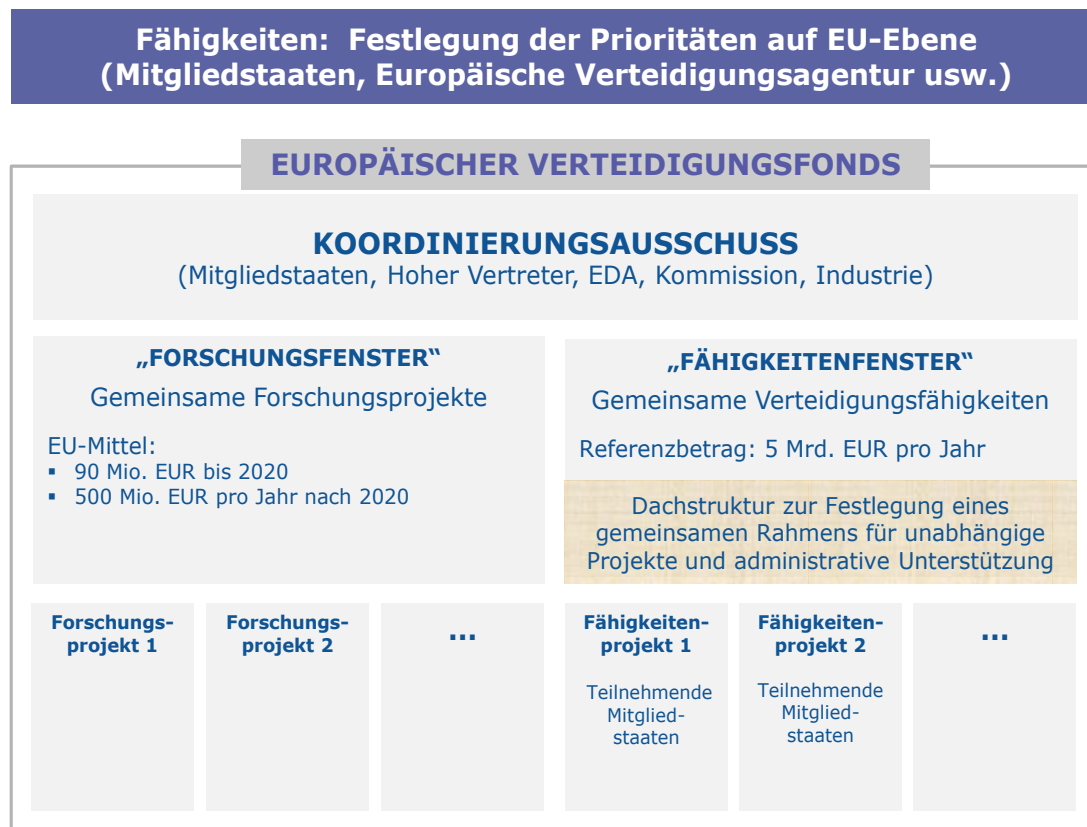 Fähigkeiten: Festlegung der Prioritäten auf EU-Ebene
(Mitgliedstaaten, Europäische Verteidigungsagentur usw.)
EUROPÄISCHER VERTEIDIGUNGSFONDS
KOORDINIERUNGSAUSSCHUSS
(Mitgliedstaaten, Hoher Vertreter, EDA, Kommission, Industrie)
„FORSCHUNGSFENSTER“
Gemeinsame Forschungsprojekte
EU-Mittel:
▪ 90 Mio. EUR bis 2020
▪ 500 Mio. EUR pro Jahr nach 2020
„FÄHIGKEITENFENSTER“
Gemeinsame Verteidigungsfähigkeiten
Referenzbetrag: 5 Mrd. EUR pro Jahr
Dachstruktur zur Festlegung eines
gemeinsamen Rahmens für unabhängige
Projekte und administrative Unterstützung
Forschungs-
projekt 1
Forschungs-
projekt 2
...
Fähigkeiten-
projekt 1
Teilnehmende
Mitglied-
staaten
Fähigkeiten-
projekt 2
Teilnehmende
Mitglied-
staaten
...